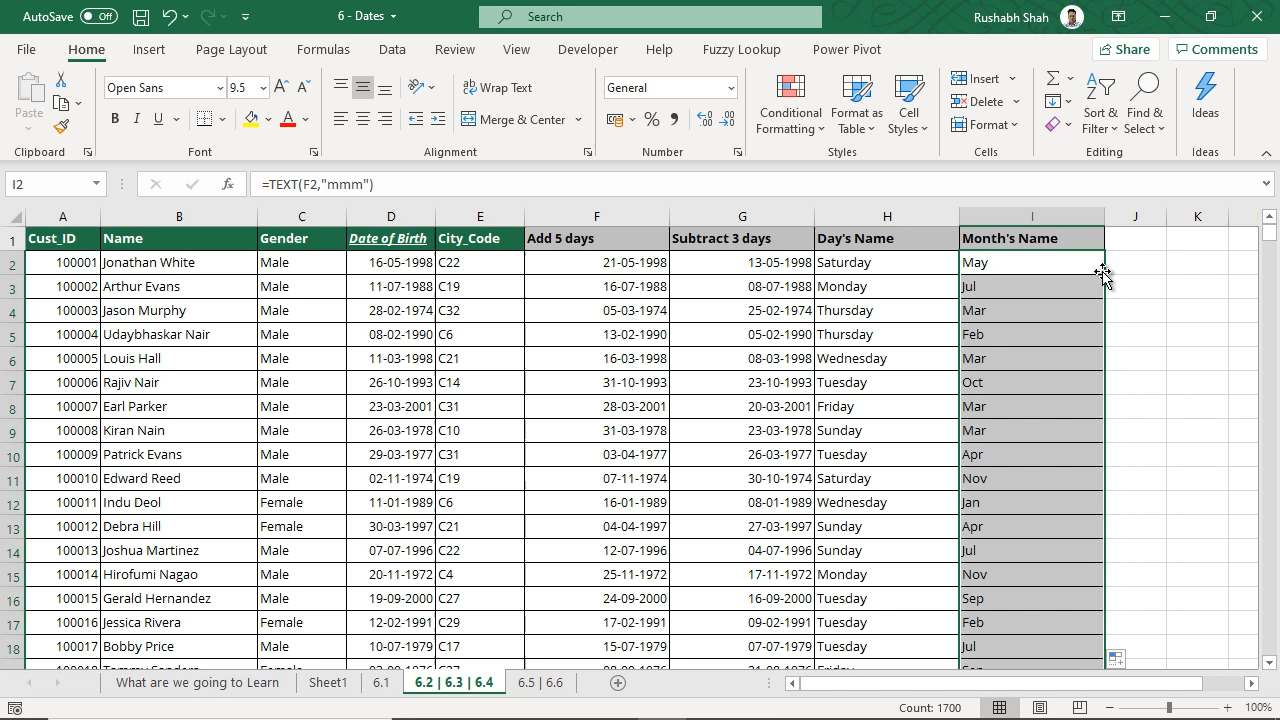 AutoSave Off 6 - Dates Search Rushabh Shah
File Home Insert Page Layout Formulas Data Review View Developer Help Fuzzy Lookup Power Pivot Share Comments
Paste Open Sans 9.5 Wrap Text General Conditional Formatting Format as Table Cell Styles Insert Sort & Filter Find & Select Ideas
B I U A Merge & Center % Delete
Format
Clipboard Font Alignment Number Styles Cells Editing Ideas
I2 fx =TEXT(F2,"mmm")
A B C D E F G H I J K
1 Cust_ID Name Gender Date of Birth City_Code Add 5 days Subtract 3 days Day's Name Month's Name
2 100001 Jonathan White Male 16-05-1998 C22 21-05-1998 13-05-1998 Saturday May
3 100002 Arthur Evans Male 11-07-1988 C19 16-07-1988 08-07-1988 Monday Jul
4 100003 Jason Murphy Male 28-02-1974 C32 05-03-1974 25-02-1974 Thursday Mar
5 100004 Udaybhaskar Nair Male 08-02-1990 C6 13-02-1990 05-02-1990 Thursday Feb
6 100005 Louis Hall Male 11-03-1998 C21 16-03-1998 08-03-1998 Wednesday Mar
7 100006 Rajiv Nair Male 26-10-1993 C14 31-10-1993 23-10-1993 Tuesday Oct
8 100007 Earl Parker Male 23-03-2001 C31 28-03-2001 20-03-2001 Friday Mar
9 100008 Kiran Nain Male 26-03-1978 C10 31-03-1978 23-03-1978 Sunday Mar
10 100009 Patrick Evans Male 29-03-1977 C31 03-04-1977 26-03-1977 Tuesday Apr
11 100010 Edward Reed Male 02-11-1974 C19 07-11-1974 30-10-1974 Saturday Nov
12 100011 Indu Deol Female 11-01-1989 C6 16-01-1989 08-01-1989 Wednesday Jan
13 100012 Debra Hill Female 30-03-1997 C21 04-04-1997 27-03-1997 Sunday Apr
14 100013 Joshua Martinez Male 07-07-1996 C22 12-07-1996 04-07-1996 Sunday Jul
15 100014 Hirofumi Nagao Male 20-11-1972 C4 25-11-1972 17-11-1972 Monday Nov
16 100015 Gerald Hernandez Male 19-09-2000 C27 24-09-2000 16-09-2000 Tuesday Sep
17 100016 Jessica Rivera Female 12-02-1991 C29 17-02-1991 09-02-1991 Tuesday Feb
18 100017 Bobby Price Male 10-07-1979 C17 15-07-1979 07-07-1979 Tuesday Jul
What are we going to Learn Sheet1 6.1 6.2 | 6.3 | 6.4 6.5 | 6.6
Count: 1700 100%